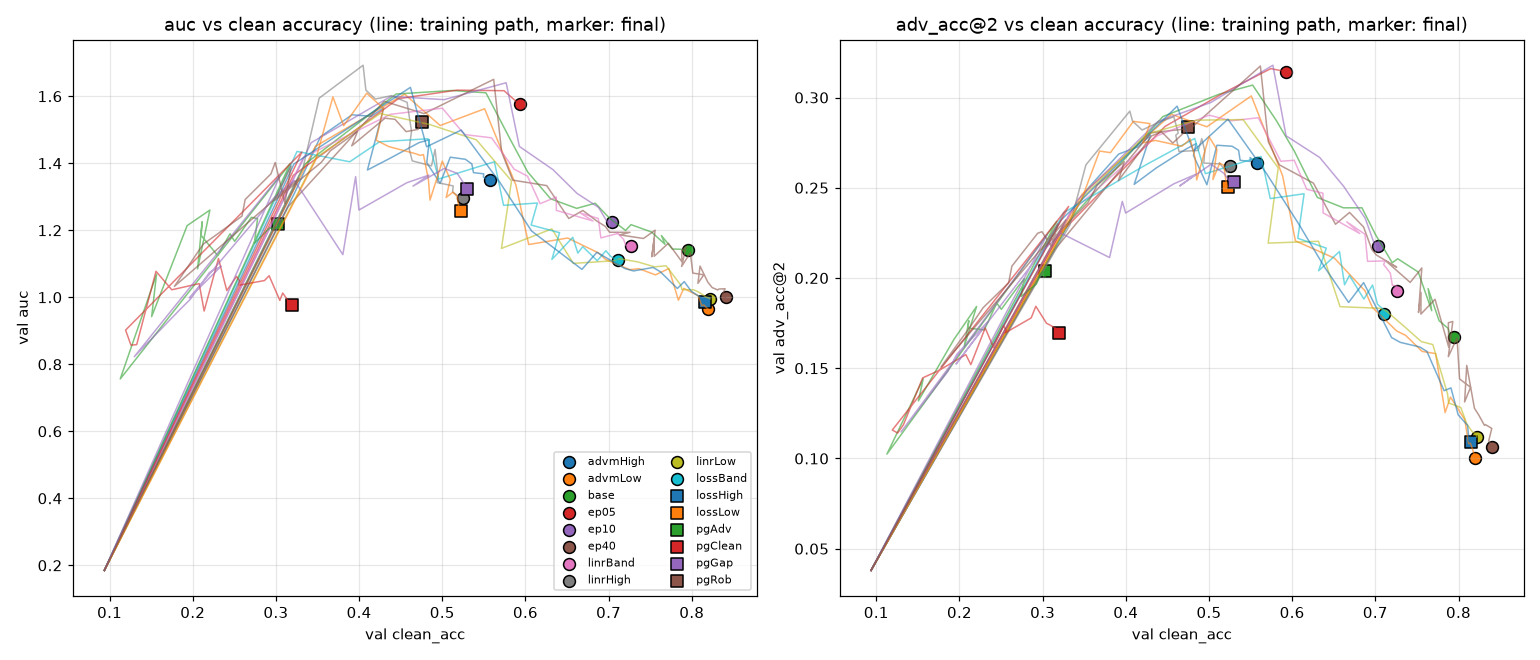 auc vs clean accuracy (line: training path, marker: final)
1.6
1.4
1.2
1.0
0.8
0.6
0.4
0.2
val auc
0.1 0.2 0.3 0.4 0.5 0.6 0.7 0.8
val clean_acc
advmHigh
advmLow
base
ep05
ep10
ep40
linrBand
linrHigh
linrLow
lossBand
lossHigh
lossLow
pgAdv
pgClean
pgGap
pgRob
adv_acc@2 vs clean accuracy (line: training path, marker: final)
0.30
0.25
0.20
0.15
0.10
0.05
val adv_acc@2
0.1 0.2 0.3 0.4 0.5 0.6 0.7 0.8
val clean_acc